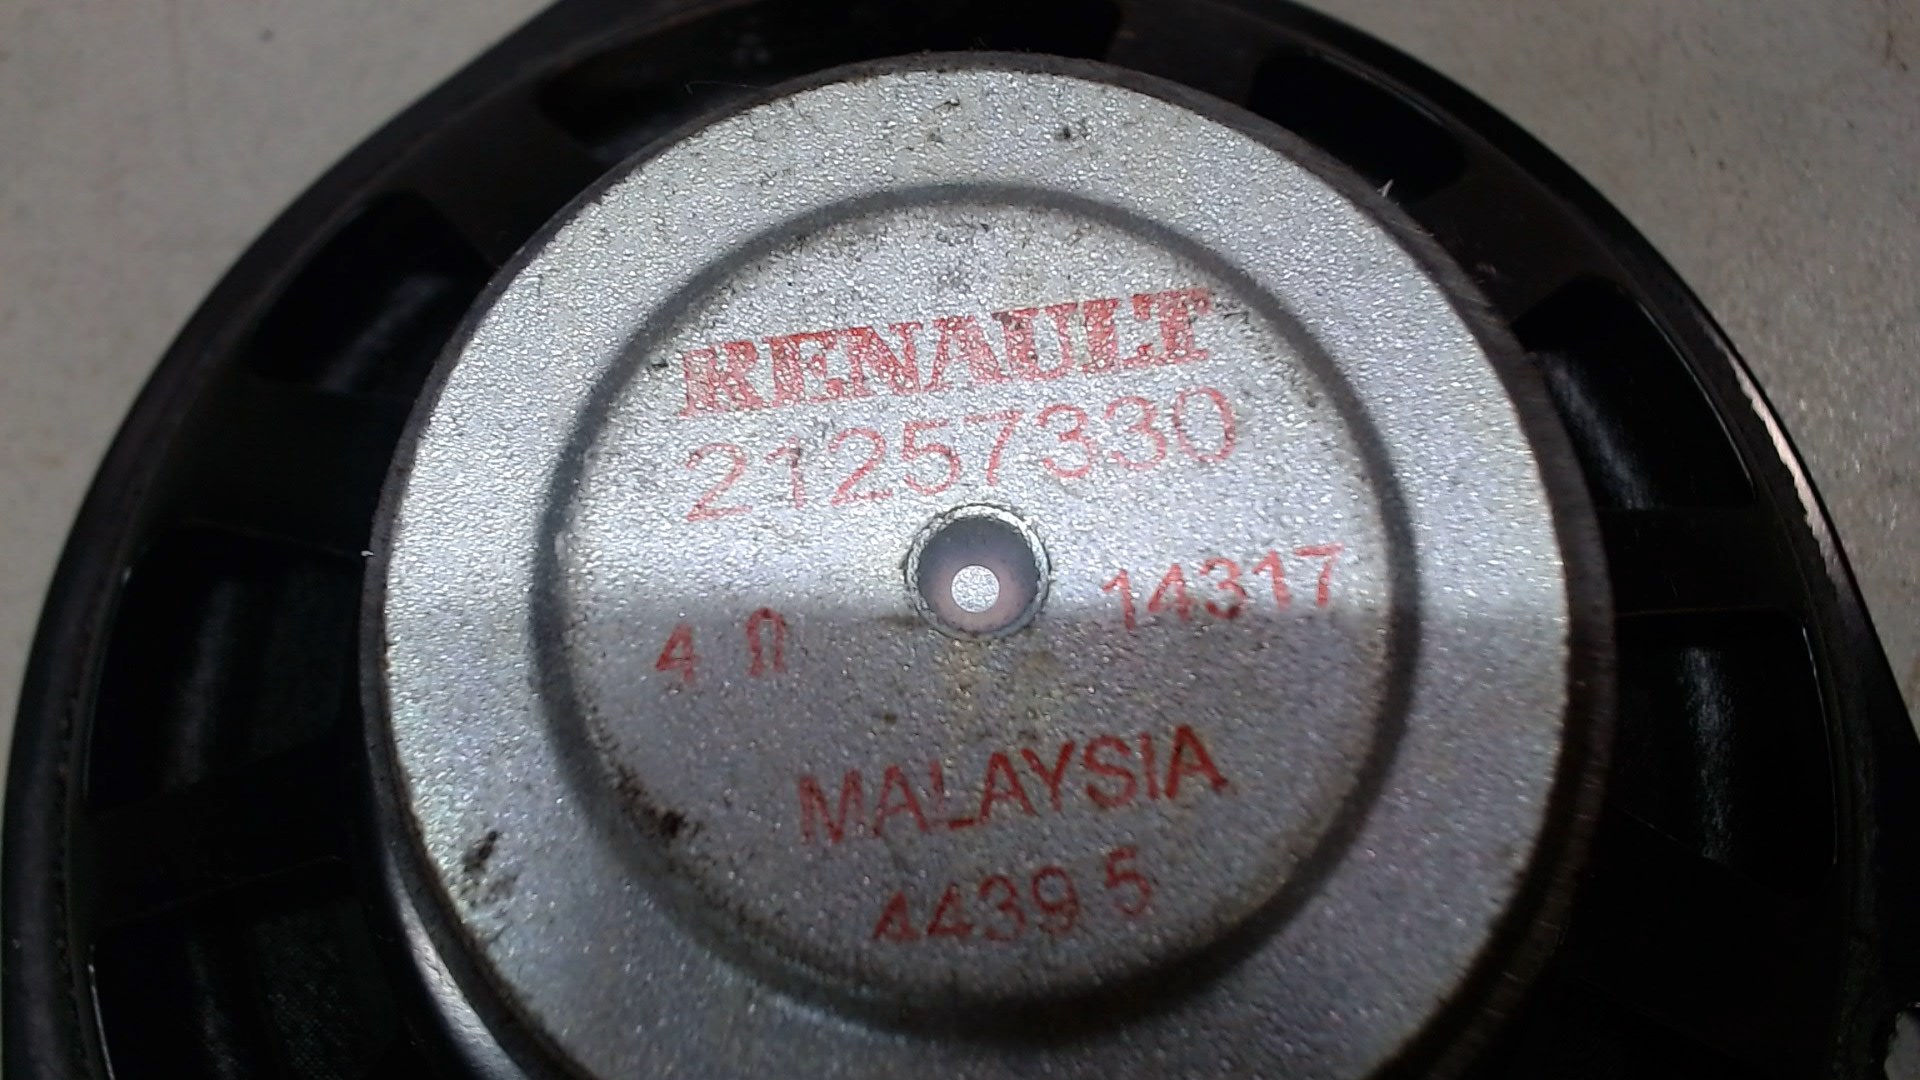 RENAULT
21257330
4 Ω 14317
MALAYSIA
4439 5